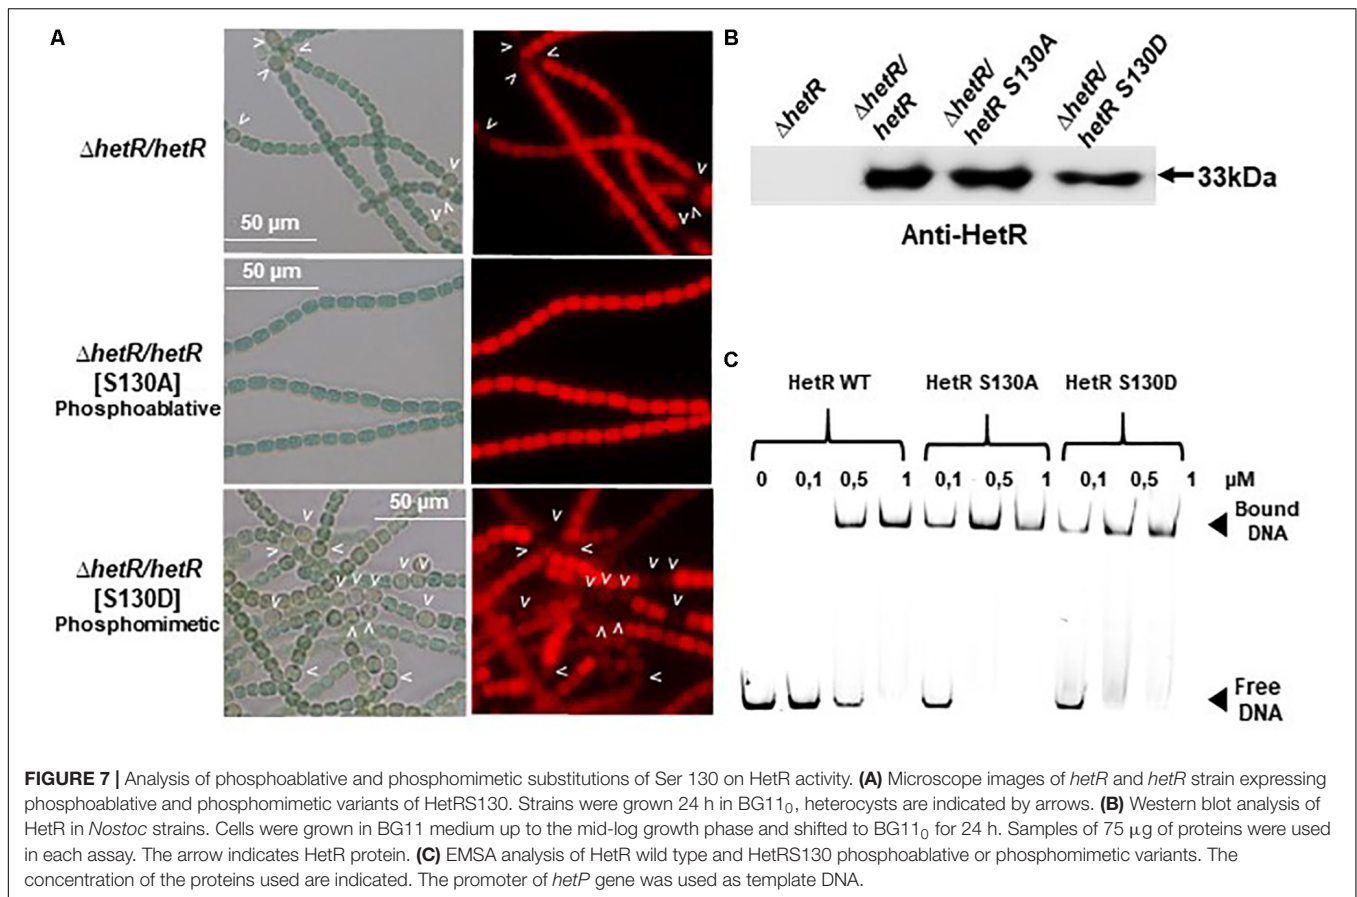 A
ΔhetR/hetR
50 µm
ΔhetR/hetR
[S130A]
Phosphoablative
50 µm
ΔhetR/hetR
[S130D]
Phosphomimetic
50 µm
B
ΔhetR
ΔhetR/
hetR
ΔhetR/
hetR S130A
ΔhetR/
hetR S130D
33kDa
Anti-HetR
C
HetR WT HetR S130A HetR S130D
0 0,1 0,5 1 0,1 0,5 1 0,1 0,5 1 µM
Bound
DNA
Free
DNA
FIGURE 7 | Analysis of phosphoablative and phosphomimetic substitutions of Ser 130 on HetR activity. (A) Microscope images of hetR and hetR strain expressing
phosphoablative and phosphomimetic variants of HetRS130. Strains were grown 24 h in BG11₀, heterocysts are indicated by arrows. (B) Western blot analysis of
HetR in Nostoc strains. Cells were grown in BG11 medium up to the mid-log growth phase and shifted to BG11₀ for 24 h. Samples of 75 µg of proteins were used
in each assay. The arrow indicates HetR protein. (C) EMSA analysis of HetR wild type and HetRS130 phosphoablative or phosphomimetic variants. The
concentration of the proteins used are indicated. The promoter of hetP gene was used as template DNA.